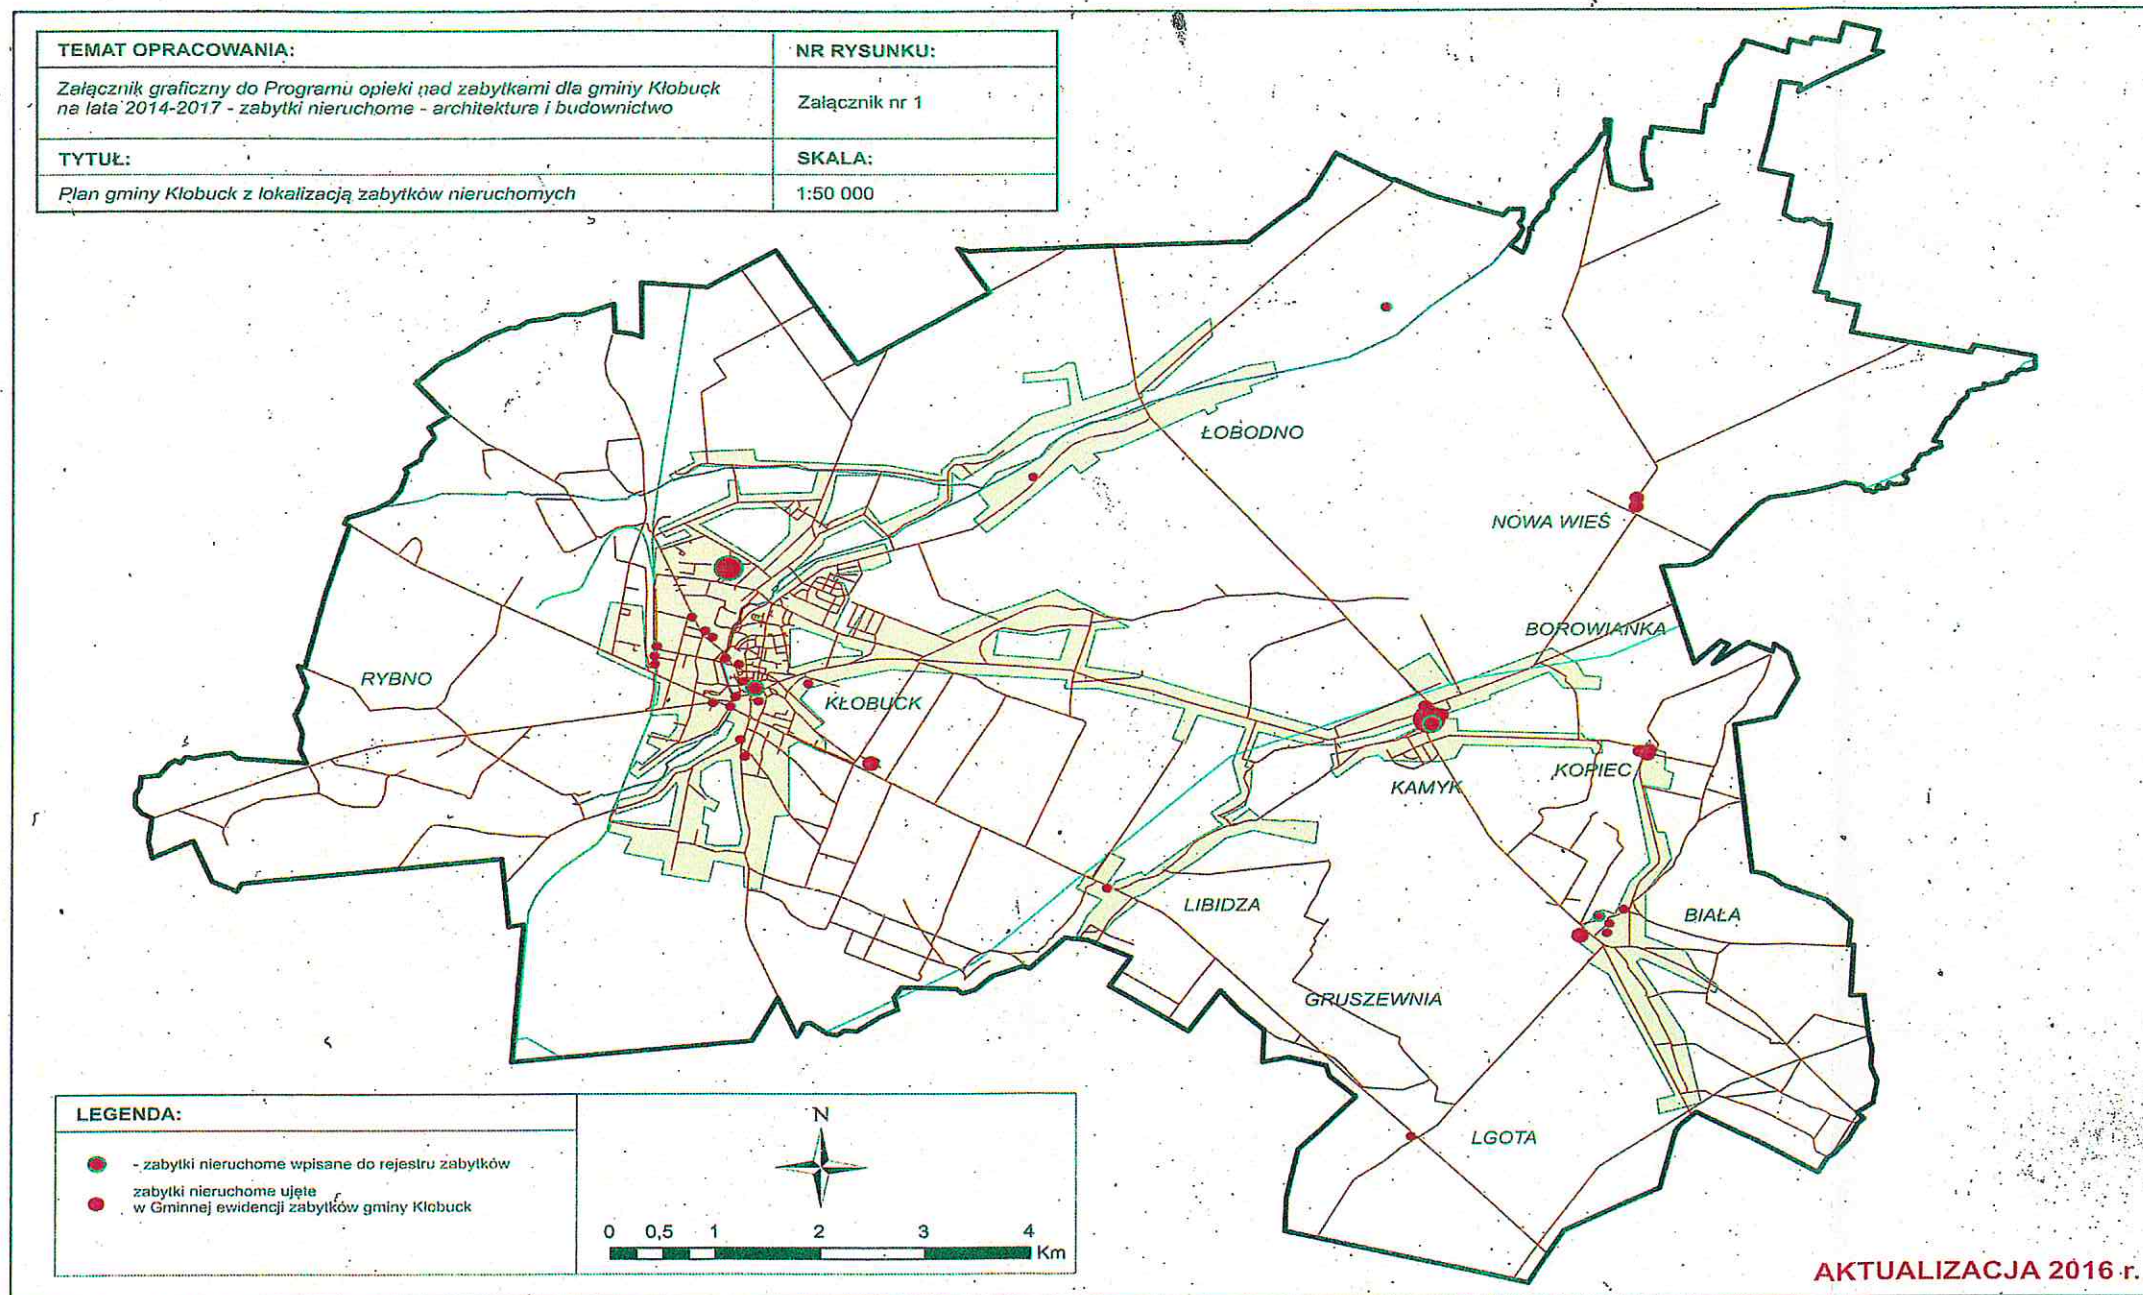 TEMAT OPRACOWANIA:
NR RYSUNKU:
Załącznik graficzny do Programu opieki nad zabytkami dla gminy Kłobuck
na lata 2014-2017 - zabytki nieruchome - architektura i budownictwo
Załącznik nr 1
TYTUŁ:
SKALA:
Plan gminy Kłobuck z lokalizacją zabytków nieruchomych
1:50 000
ŁOBODNO
NOWA WIEŚ
BOROWIANKA
RYBNO
KŁOBUCK
KOPIEC
KAMYK
LIBIDZA
BIAŁA
GRUSZEWNIA
LGOTA
LEGENDA:
- zabytki nieruchome wpisane do rejestru zabytków
zabytki nieruchome ujęte
w Gminnej ewidencji zabytków gminy Kłobuck
N
0 0,5 1 2 3 4
Km
AKTUALIZACJA 2016 r.